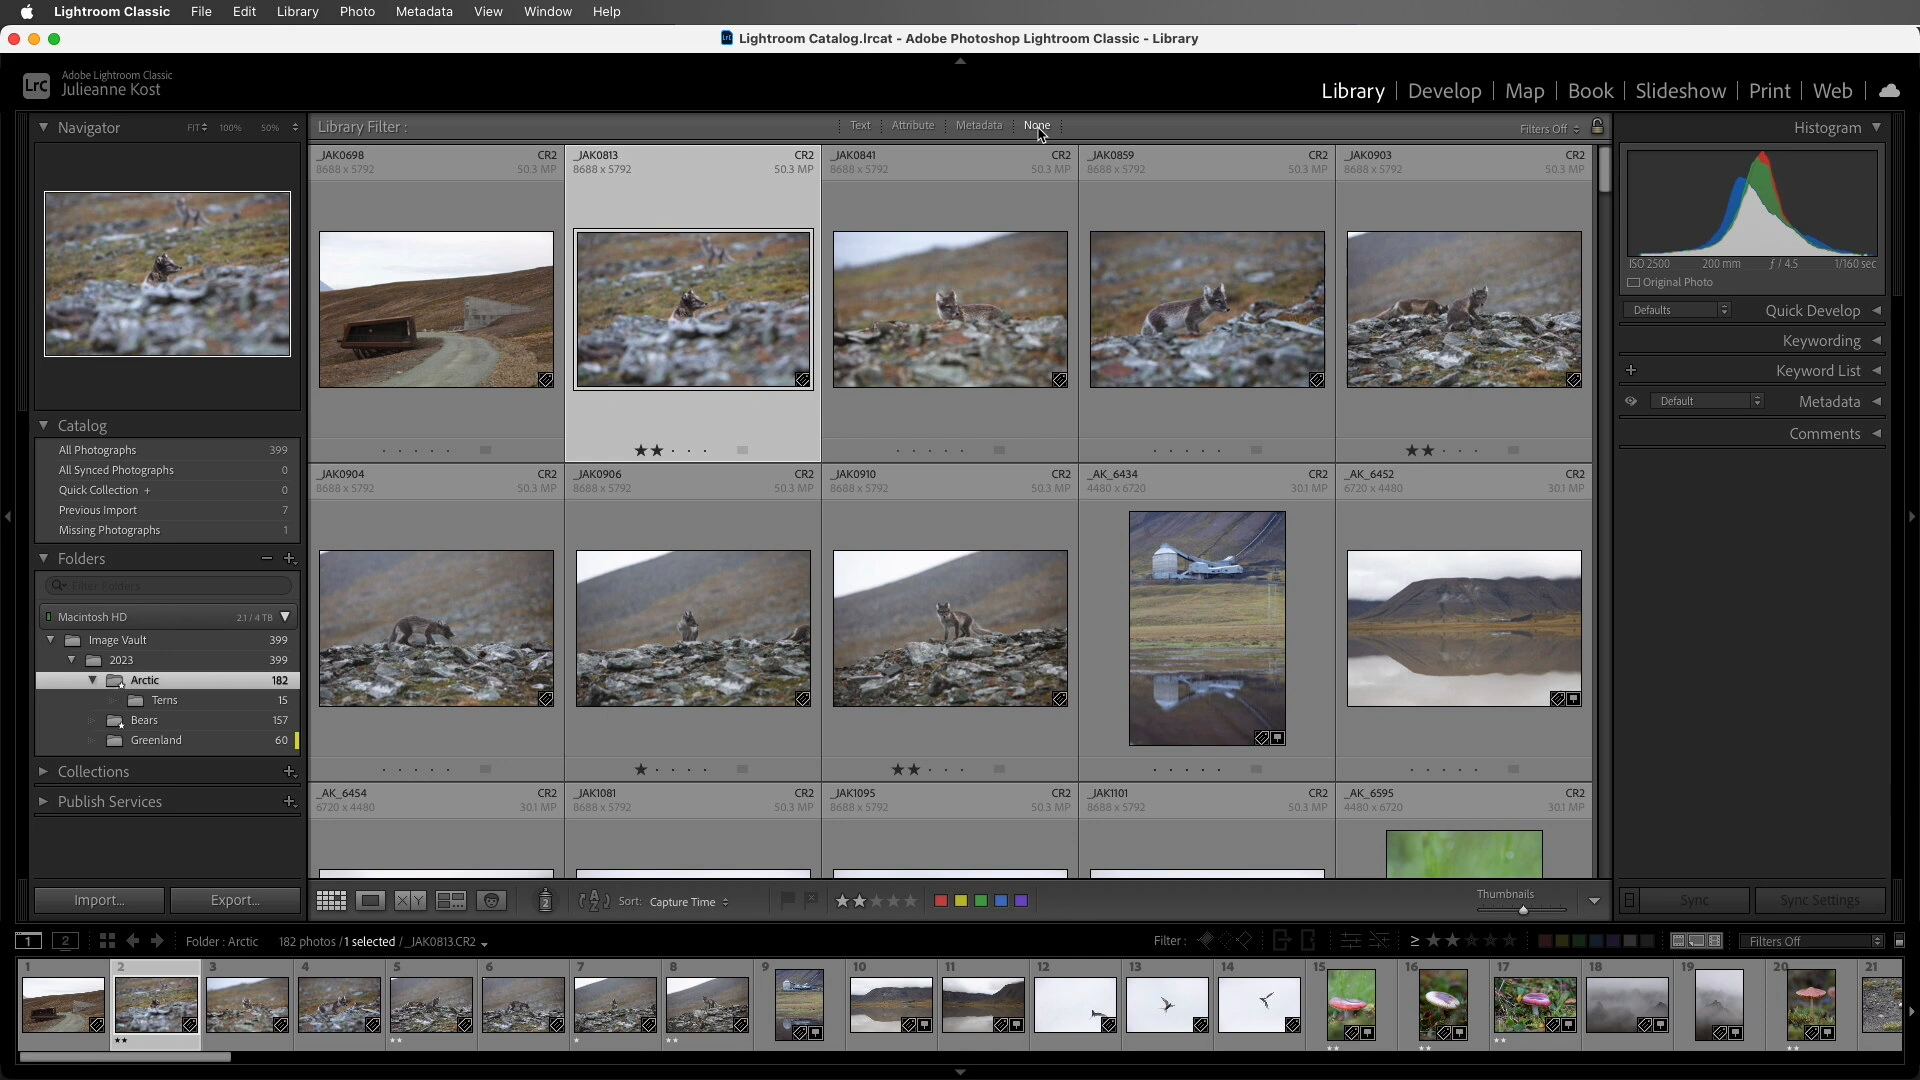 Lightroom Classic File Edit Library Photo Metadata View Window Help
Lightroom Catalog.lrcat - Adobe Photoshop Lightroom Classic - Library
LrC Adobe Lightroom Classic
Julieanne Kost
Library | Develop | Map | Book | Slideshow | Print | Web
Navigator FIT 100% 50%
Library Filter : Text Attribute Metadata None Filters Off
Histogram
_JAK0698 CR2 _JAK0813 CR2 _JAK0841 CR2 _JAK0859 CR2 _JAK0903 CR2
8688 x 5792 50.3 MP 8688 x 5792 50.3 MP 8688 x 5792 50.3 MP 8688 x 5792 50.3 MP 8688 x 5792 50.3 MP
ISO 2500 200 mm ƒ / 4.5 1/160 sec
Original Photo
Defaults Quick Develop
Keywording
Keyword List
Default Metadata
Comments
Catalog
All Photographs 399
All Synced Photographs 0
Quick Collection + 0
Previous Import 7
Missing Photographs 1
_JAK0904 CR2 _JAK0906 CR2 _JAK0910 CR2 _AK_6434 CR2 _AK_6452 CR2
8688 x 5792 50.3 MP 8688 x 5792 50.3 MP 8688 x 5792 50.3 MP 4480 x 6720 30.1 MP 6720 x 4480 30.1 MP
Folders
Filter Folders
Macintosh HD 2.1 / 4 TB
Image Vault 399
2023 399
Arctic 182
Terns 15
Bears 157
Greenland 60
Collections
Publish Services
_AK_6454 CR2 _JAK1081 CR2 _JAK1095 CR2 _JAK1101 CR2 _AK_6595 CR2
6720 x 4480 30.1 MP 8688 x 5792 50.3 MP 8688 x 5792 50.3 MP 8688 x 5792 50.3 MP 4480 x 6720 30.1 MP
Import... Export... Sort: Capture Time Thumbnails Sync Sync Settings
1 2 Folder : Arctic 182 photos / 1 selected / _JAK0813.CR2 Filter : ≥ Filters Off
1 2 3 4 5 6 7 8 9 10 11 12 13 14 15 16 17 18 19 20 21